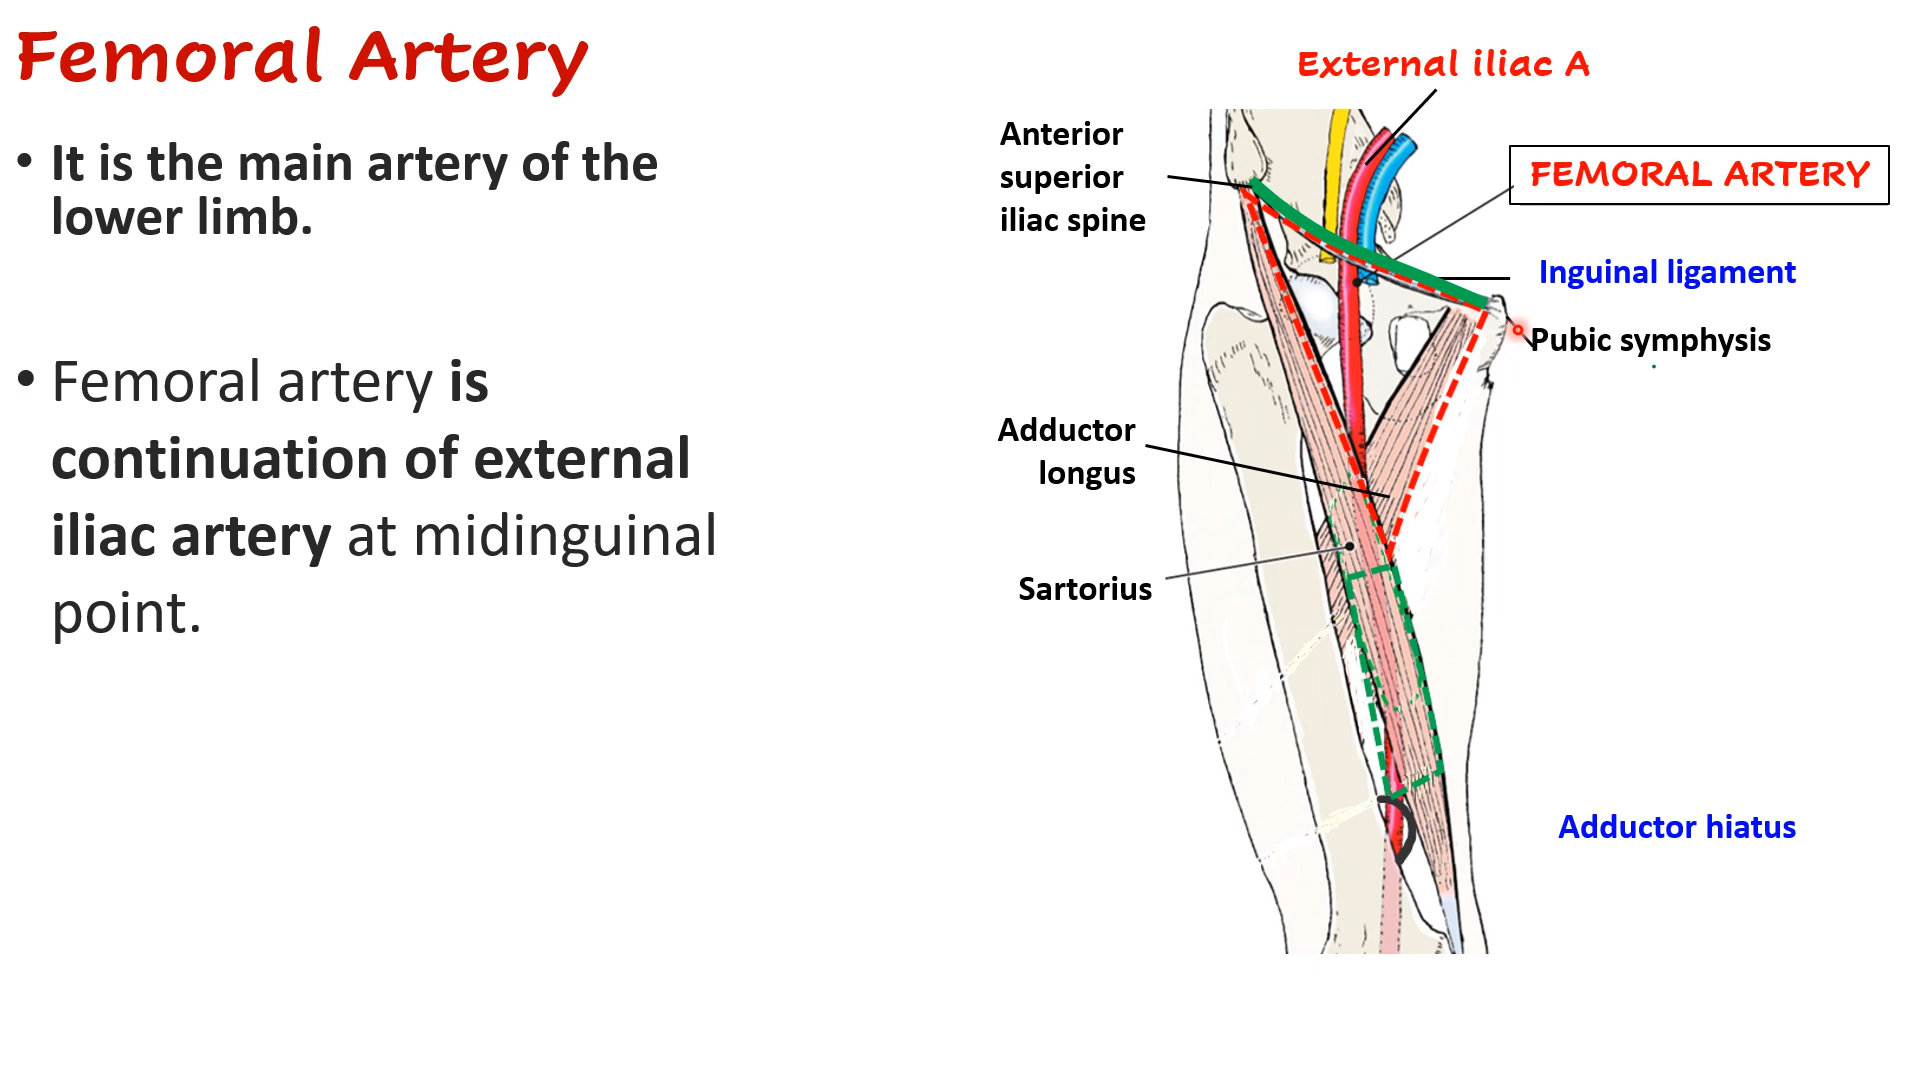 Femoral Artery
• It is the main artery of the
lower limb.
• Femoral artery is
continuation of external
iliac artery at midinguinal
point.
External iliac A
Anterior
superior
iliac spine
FEMORAL ARTERY
Inguinal ligament
Pubic symphysis
Adductor
longus
Sartorius
Adductor hiatus